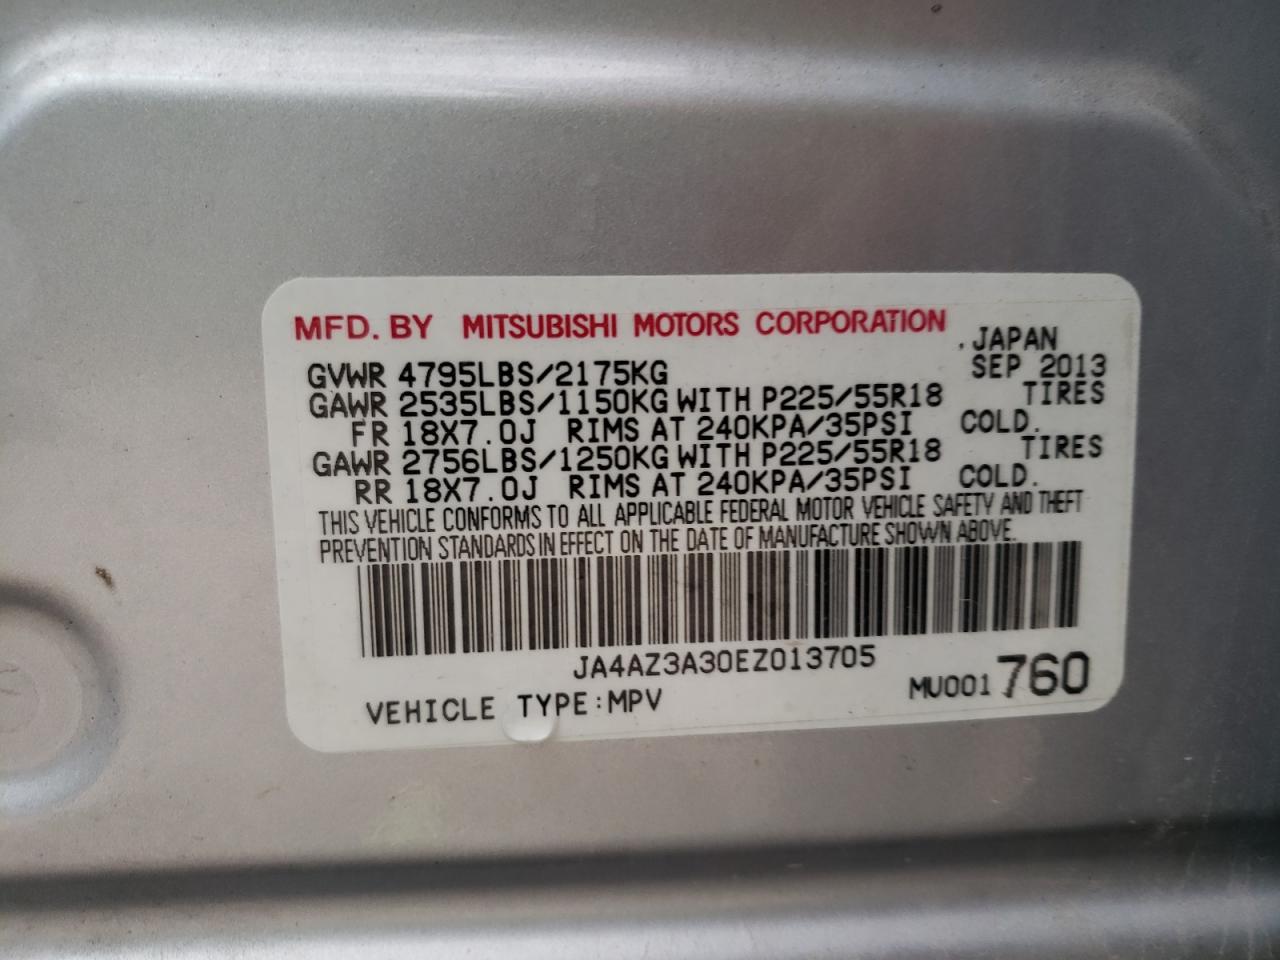 MFD. BY MITSUBISHI MOTORS CORPORATION
. JAPAN
SEP 2013
GVWR 4795LBS/2175KG
GAWR 2535LBS/1150KG WITH P225/55R18 TIRES
FR 18X7.0J RIMS AT 240KPA/35PSI COLD.
GAWR 2756LBS/1250KG WITH P225/55R18 TIRES
RR 18X7.0J RIMS AT 240KPA/35PSI COLD.
THIS VEHICLE CONFORMS TO ALL APPLICABLE FEDERAL MOTOR VEHICLE SAFETY AND THEFT
PREVENTION STANDARDS IN EFFECT ON THE DATE OF MANUFACTURE SHOWN ABOVE.
JA4AZ3A30EZ013705
VEHICLE TYPE:MPV
MU001760